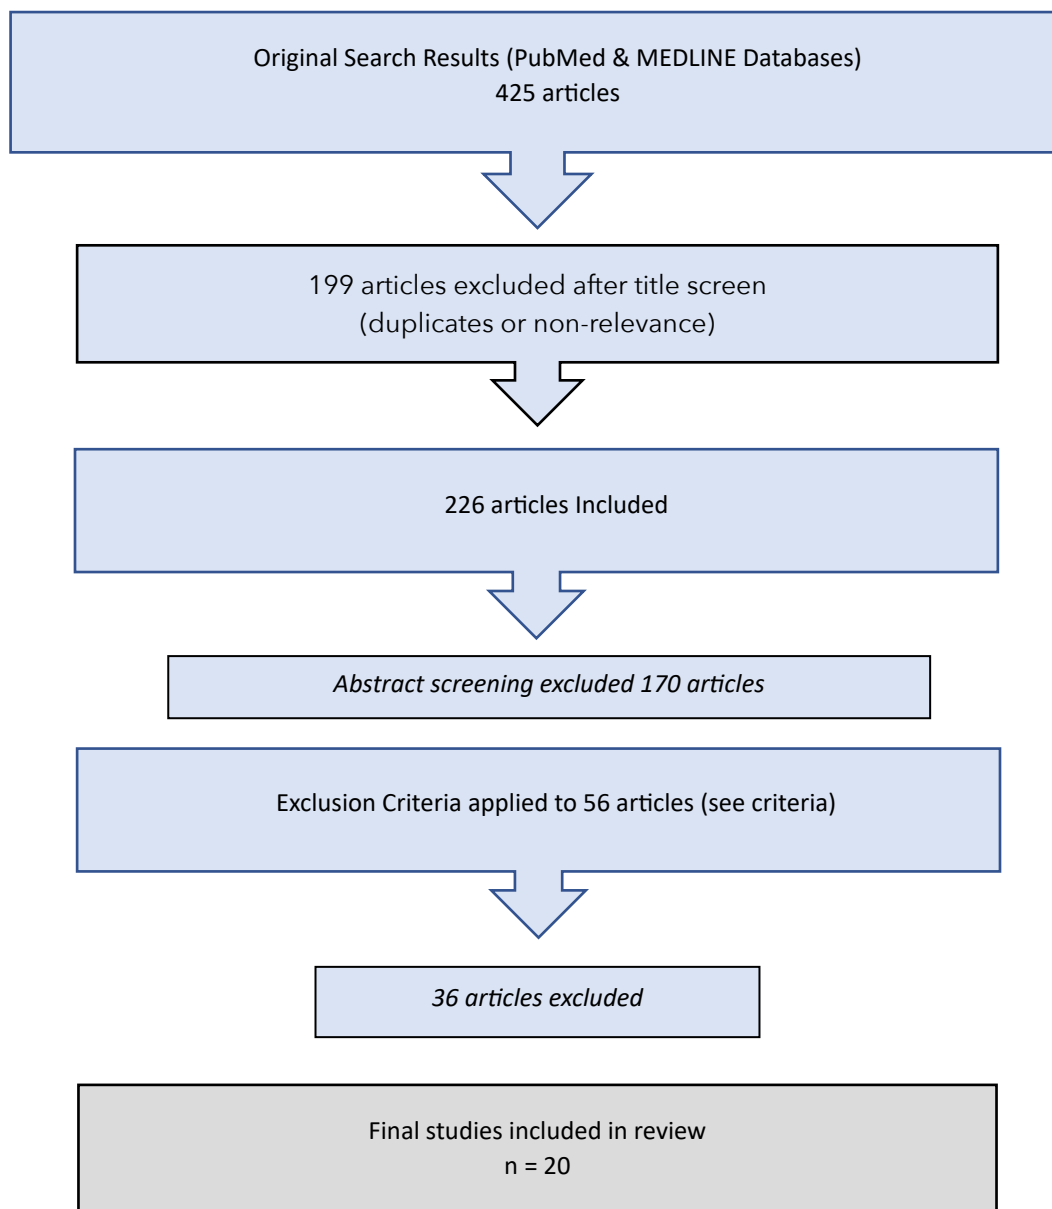 Original Search Results (PubMed & MEDLINE Databases)
425 articles
199 articles excluded after title screen
(duplicates or non-relevance)
226 articles Included
Abstract screening excluded 170 articles
Exclusion Criteria applied to 56 articles (see criteria)
36 articles excluded
Final studies included in review
n = 20